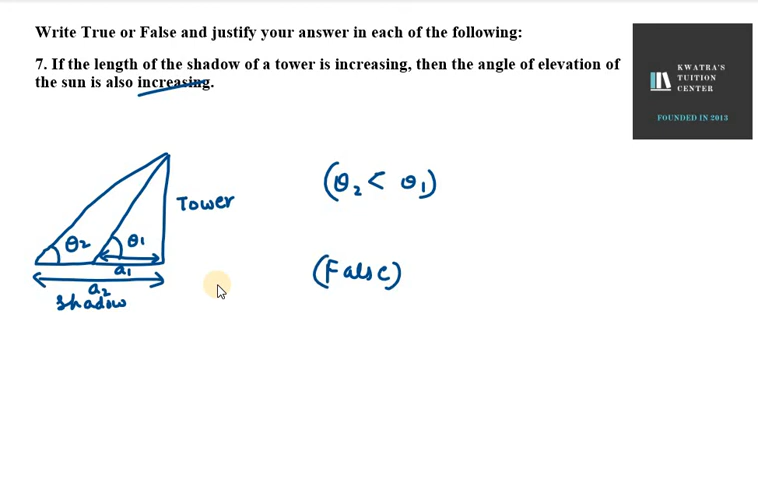 Write True or False and justify your answer in each of the following:
7. If the length of the shadow of a tower is increasing, then the angle of elevation of
the sun is also increasing.
KWATRA'S
TUITION
CENTER
FOUNDED IN 2013
(θ₂ < θ₁)
Tower
θ₂ θ₁
a₁
a₂
Shadow
(False)